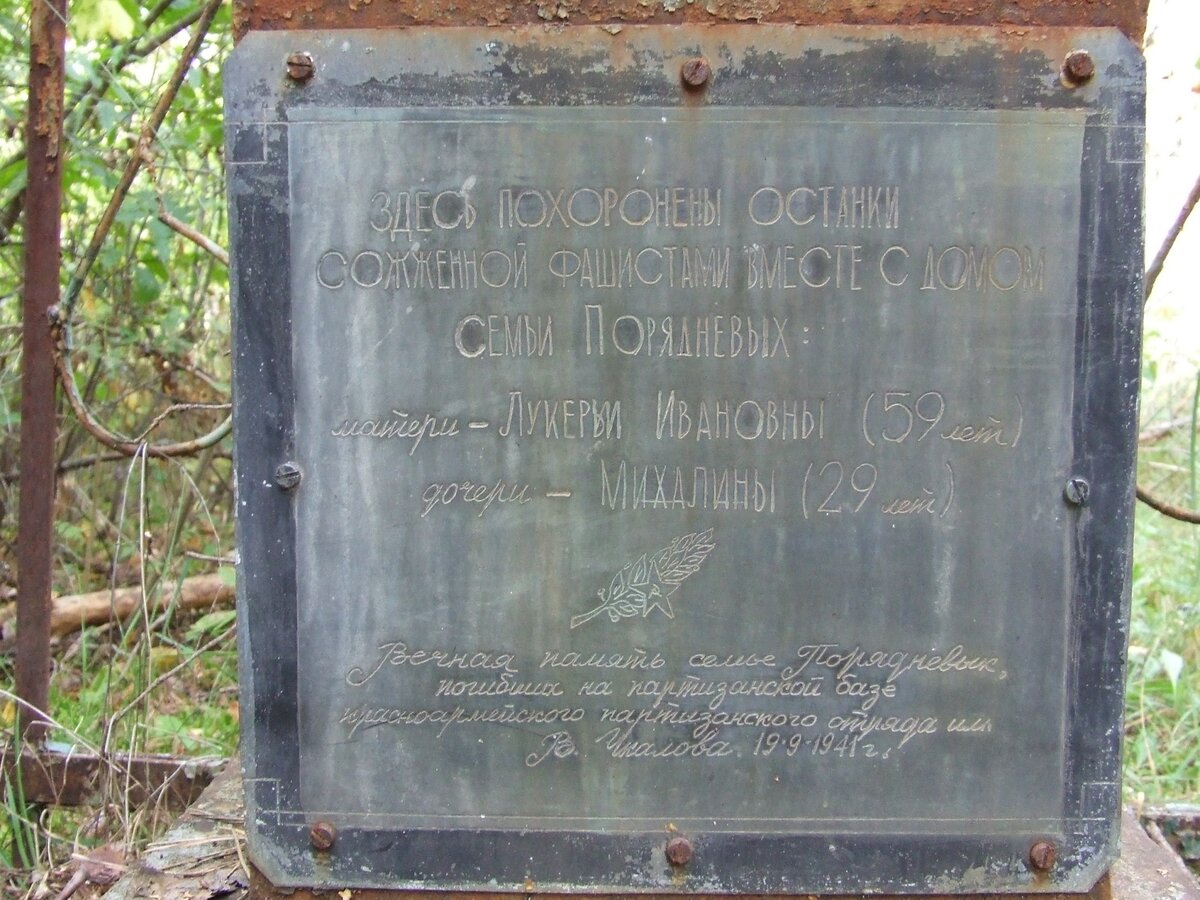 ЗДЕСЬ ПОХОРОНЕНЫ ОСТАНКИ
СОЖЖЕННОЙ ФАШИСТАМИ ВМЕСТЕ С ДОМОМ
СЕМЬИ ПОРЯДНЕВЫХ:
матери – ЛУКЕРЬИ ИВАНОВНЫ (59 лет)
дочери – МИХАЛИНЫ (29 лет).
Вечная память семье Порядневых,
погибших на партизанской базе
красноармейского партизанского отряда им.
В. Чкалова. 19·9·1941 г.